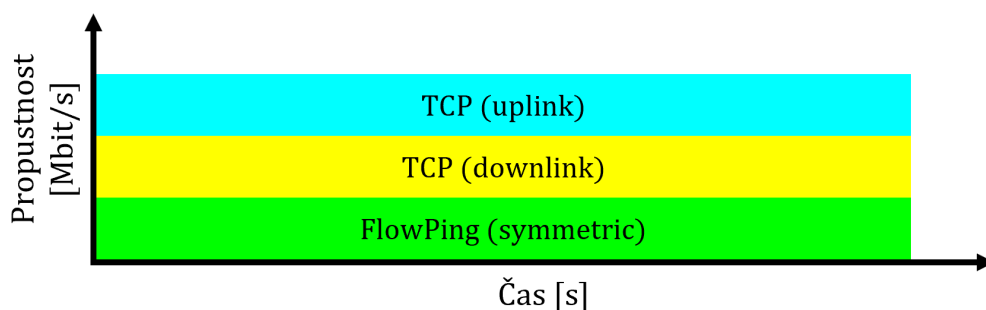 Propustnost
[Mbit/s]
TCP (uplink)
TCP (downlink)
FlowPing (symmetric)
Čas [s]